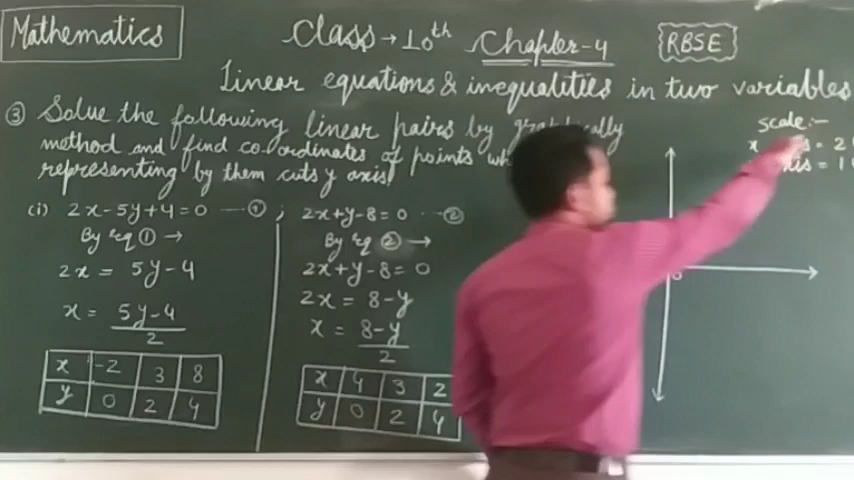 Mathematics
Class → 10th Chapter-4
RBSE
Linear equations & inequalities in two variables
③ Solve the following linear pairs by graphically
method and find co-ordinates of points
representing by them cuts y axis.
(i) 2x-5y+4=0 ---- ① ; 2x+y-8=0 --- ②
By eq ① →
2x = 5y-4
x = 5y-4
2
x -2 3 8
y 0 2 4
By eq ② →
2x+y-8=0
2x = 8-y
x = 8-y
2
x 4 3 2
y 0 2 4
scale:-
x = 2
= 1